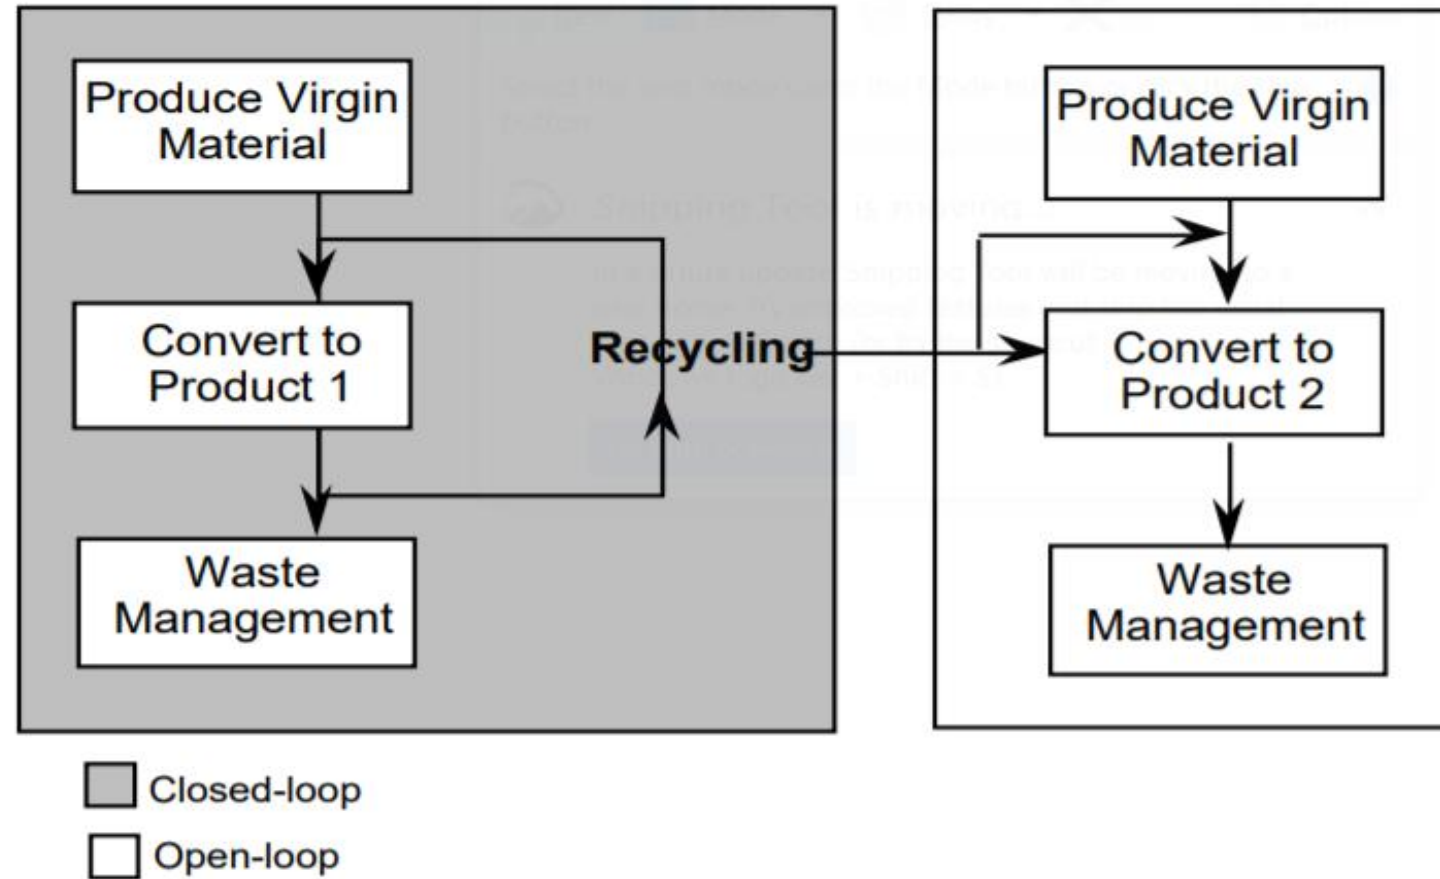 Produce Virgin
Material
Convert to
Product 1
Waste
Management
Recycling
Produce Virgin
Material
Convert to
Product 2
Waste
Management
Closed-loop
Open-loop